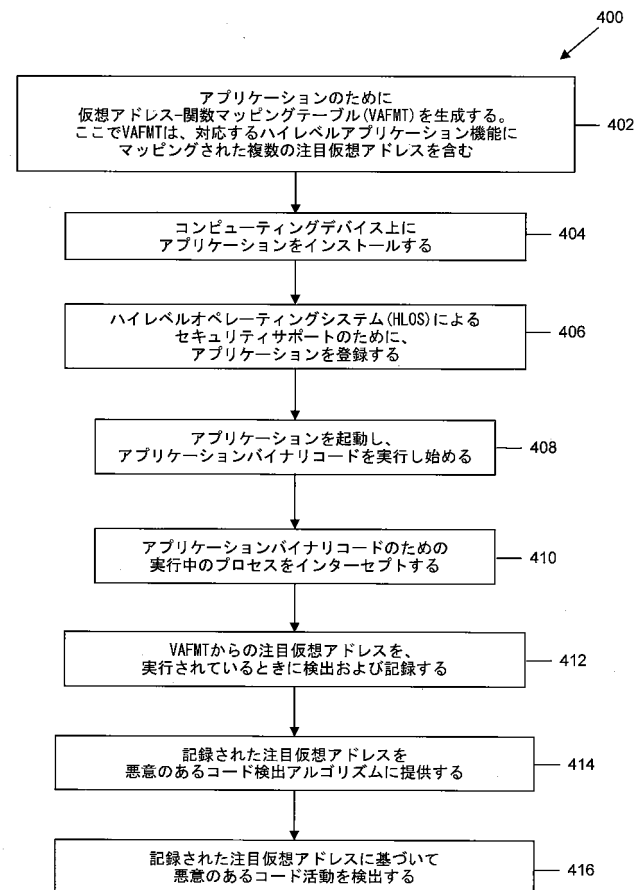 400
アプリケーションのために
仮想アドレス-関数マッピングテーブル(VAFMT)を生成する。
ここでVAFMTは、対応するハイレベルアプリケーション機能に
マッピングされた複数の注目仮想アドレスを含む
402
コンピューティングデバイス上に
アプリケーションをインストールする
404
ハイレベルオペレーティングシステム(HLOS)による
セキュリティサポートのために、
アプリケーションを登録する
406
アプリケーションを起動し、
アプリケーションバイナリコードを実行し始める
408
アプリケーションバイナリコードのための
実行中のプロセスをインターセプトする
410
VAFMTからの注目仮想アドレスを、
実行されているときに検出および記録する
412
記録された注目仮想アドレスを
悪意のあるコード検出アルゴリズムに提供する
414
記録された注目仮想アドレスに基づいて
悪意のあるコード活動を検出する
416